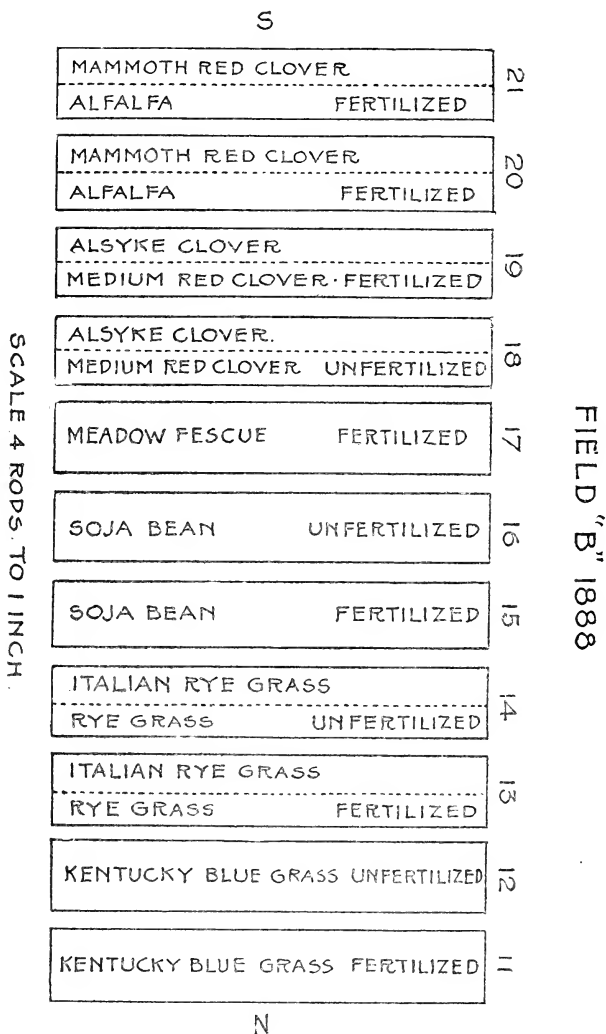 S
MAMMOTH RED CLOVER
ALFALFA FERTILIZED
21
MAMMOTH RED CLOVER
ALFALFA FERTILIZED
20
ALSYKE CLOVER
MEDIUM RED CLOVER · FERTILIZED
19
ALSYKE CLOVER.
MEDIUM RED CLOVER UNFERTILIZED
18
MEADOW FESCUE FERTILIZED
17
SOJA BEAN UNFERTILIZED
16
SOJA BEAN FERTILIZED
15
ITALIAN RYE GRASS
RYE GRASS UNFERTILIZED
14
ITALIAN RYE GRASS
RYE GRASS FERTILIZED
13
KENTUCKY BLUE GRASS UNFERTILIZED
12
KENTUCKY BLUE GRASS FERTILIZED
11
N
SCALE 4 RODS. TO 1 INCH.
FIELD "B" 1888